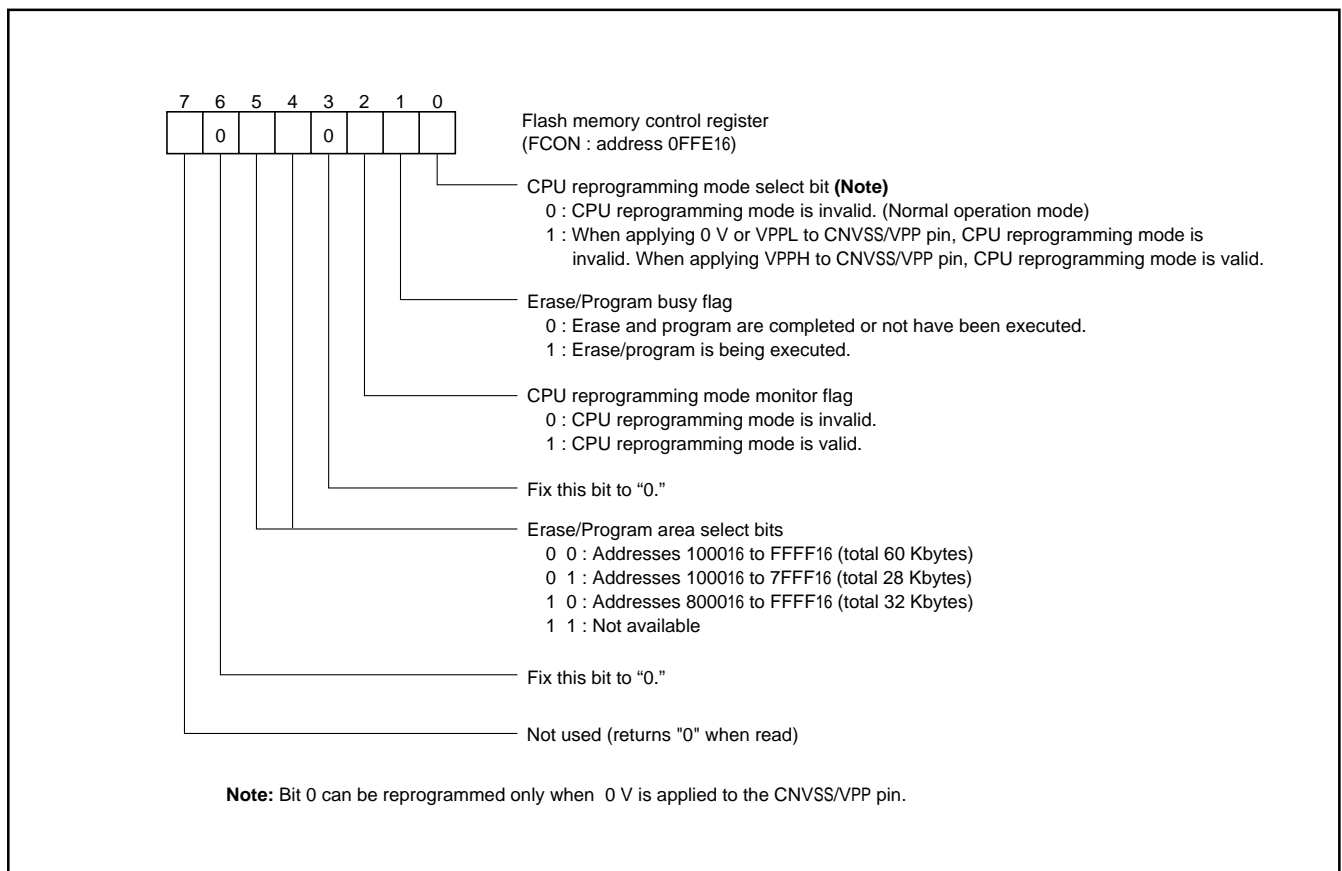 7 6 5 4 3 2 1 0
0 0
Flash memory control register
(FCON : address 0FFE16)
CPU reprogramming mode select bit (Note)
0 : CPU reprogramming mode is invalid. (Normal operation mode)
1 : When applying 0 V or VPPL to CNVSS/VPP pin, CPU reprogramming mode is
invalid. When applying VPPH to CNVSS/VPP pin, CPU reprogramming mode is valid.
Erase/Program busy flag
0 : Erase and program are completed or not have been executed.
1 : Erase/program is being executed.
CPU reprogramming mode monitor flag
0 : CPU reprogramming mode is invalid.
1 : CPU reprogramming mode is valid.
Fix this bit to “0.”
Erase/Program area select bits
0 0 : Addresses 100016 to FFFF16 (total 60 Kbytes)
0 1 : Addresses 100016 to 7FFF16 (total 28 Kbytes)
1 0 : Addresses 800016 to FFFF16 (total 32 Kbytes)
1 1 : Not available
Fix this bit to “0.”
Not used (returns "0" when read)
Note: Bit 0 can be reprogrammed only when 0 V is applied to the CNVSS/VPP pin.